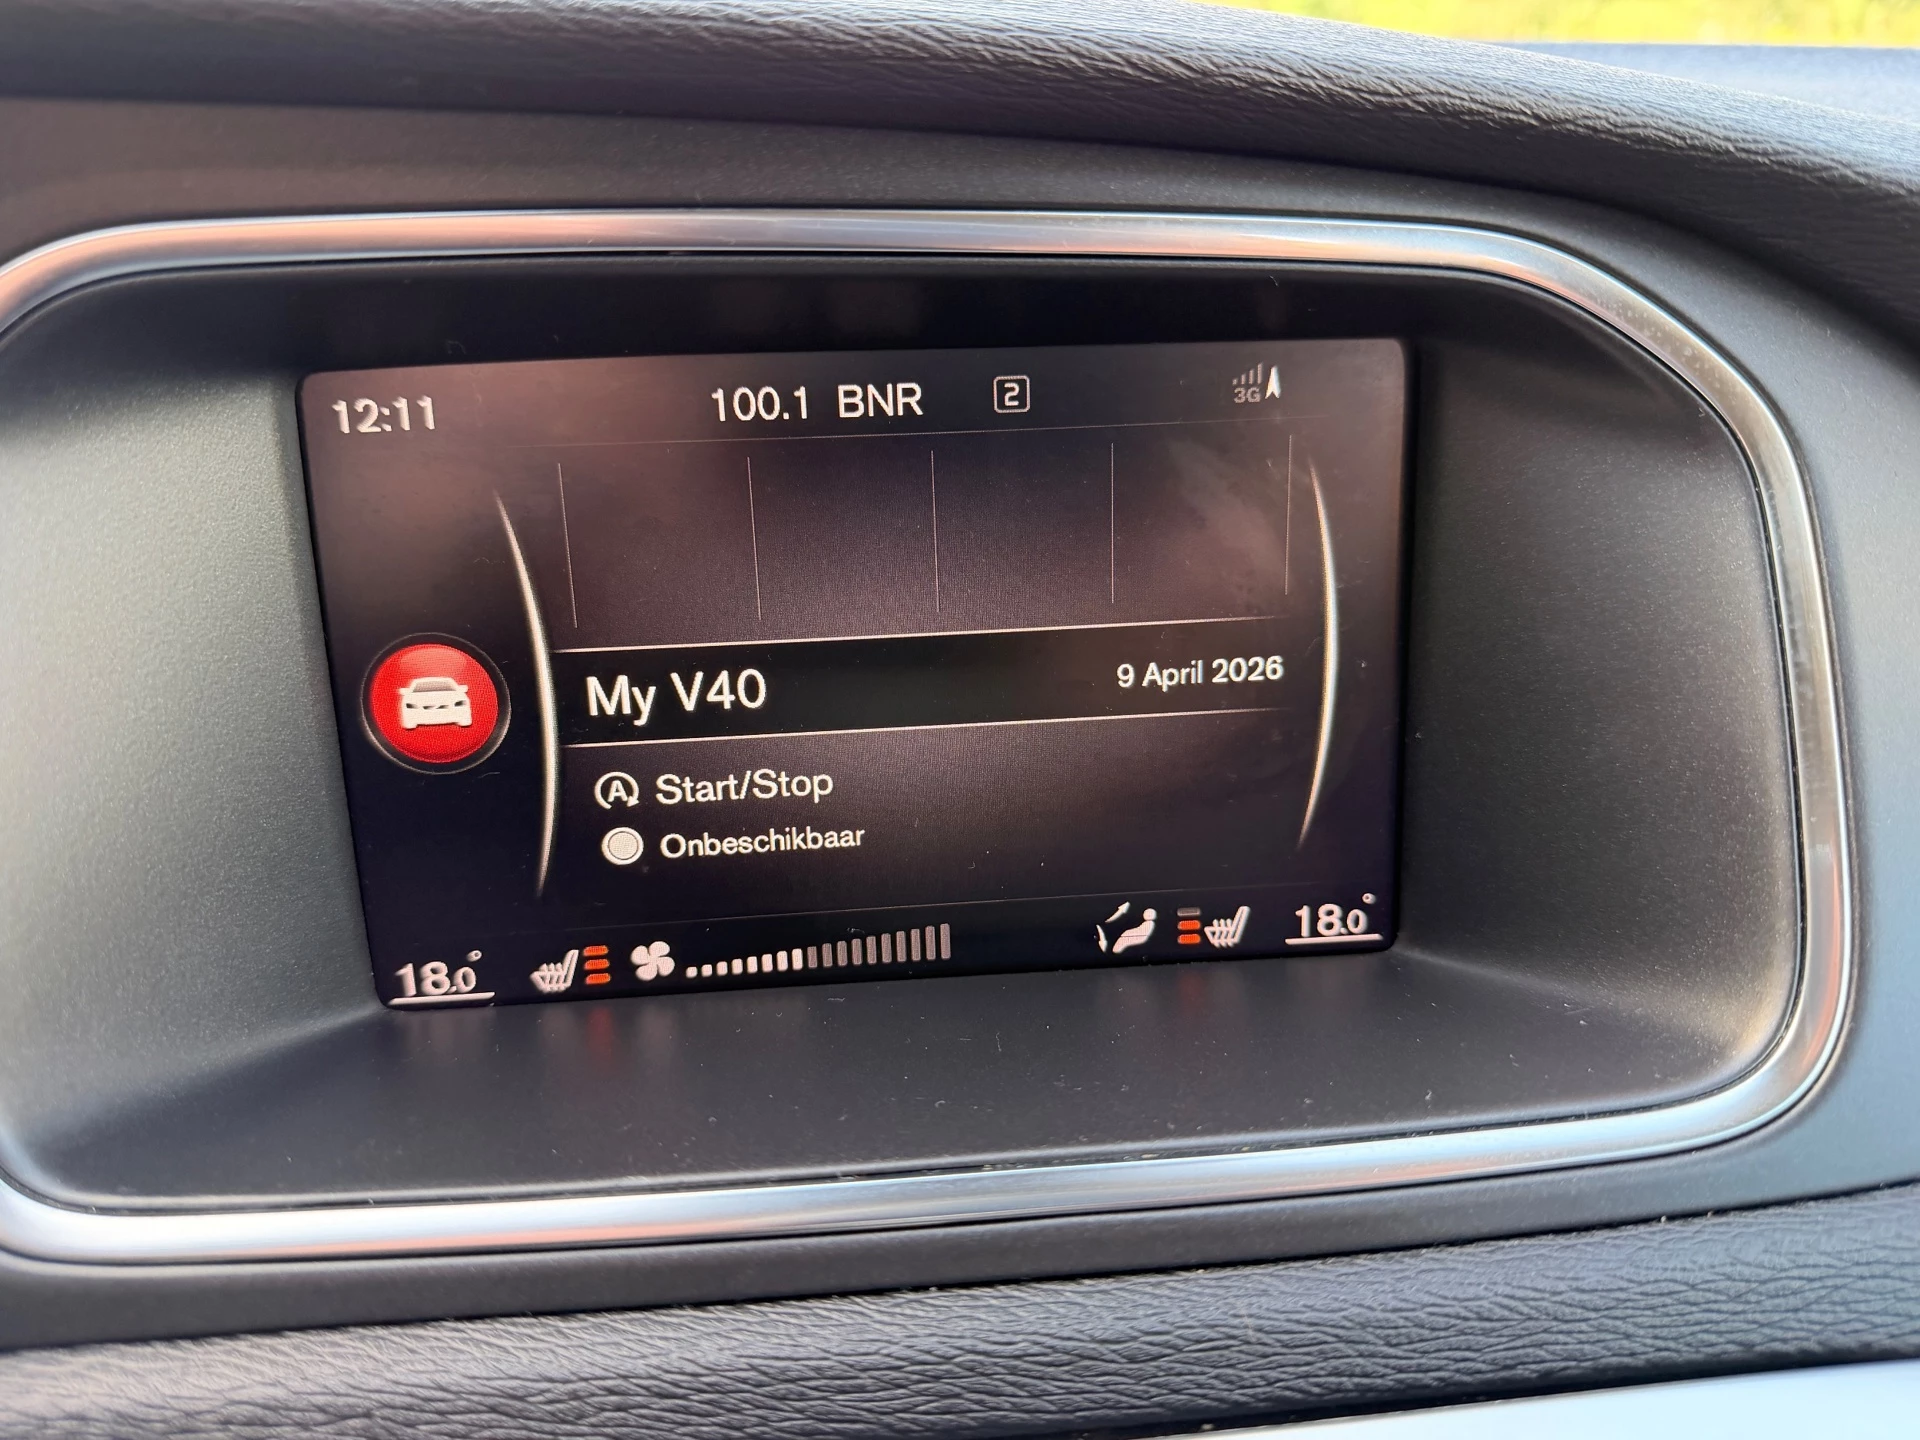 12:11 100.1 BNR 2 3G
My V40 9 April 2026
A Start/Stop
Onbeschikbaar
18.0° 18.0°